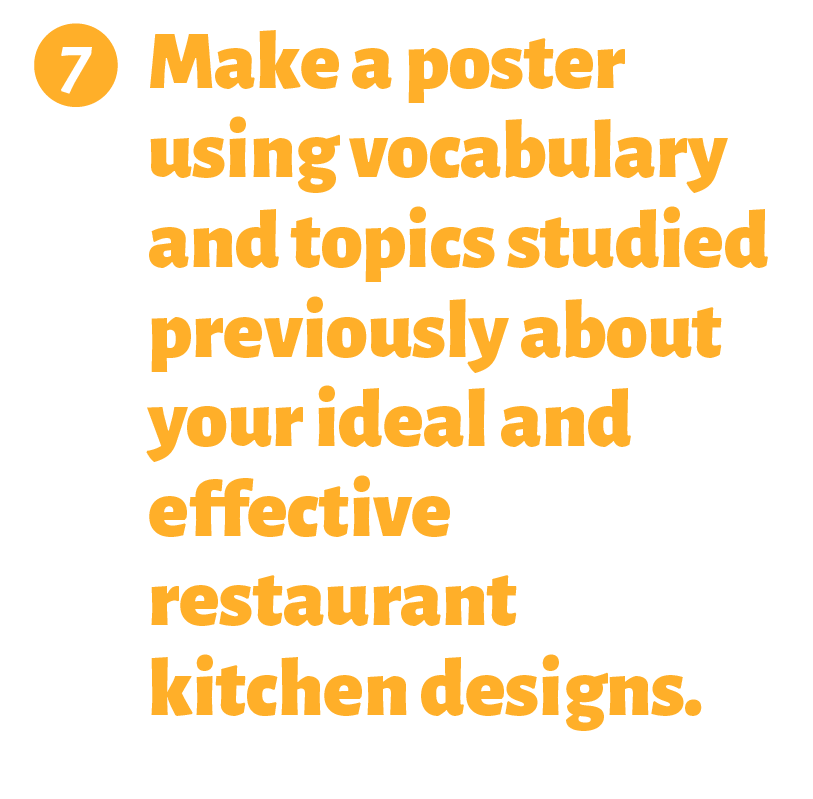 7 Make a poster
using vocabulary
and topics studied
previously about
your ideal and
effective
restaurant
kitchen designs.